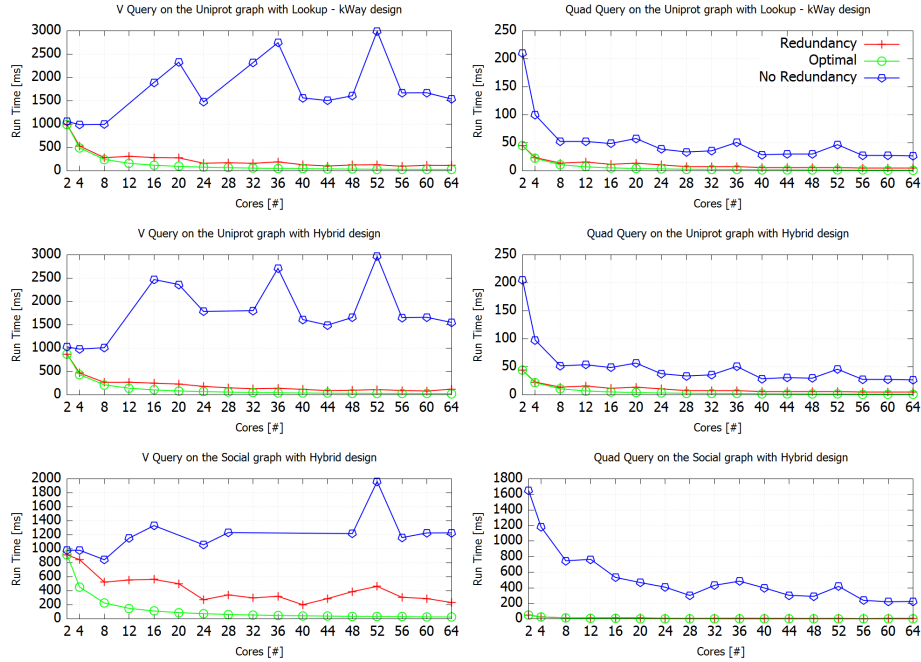 V Query on the Uniprot graph with Lookup - kWay design
Run Time [ms]
3000
2500
2000
1500
1000
500
0
2 4 8 12 16 20 24 28 32 36 40 44 48 52 56 60 64
Cores [#]
Quad Query on the Uniprot graph with Lookup - kWay design
Run Time [ms]
250
200
150
100
50
0
Redundancy
Optimal
No Redundancy
2 4 8 12 16 20 24 28 32 36 40 44 48 52 56 60 64
Cores [#]
V Query on the Uniprot graph with Hybrid design
Run Time [ms]
3000
2500
2000
1500
1000
500
0
2 4 8 12 16 20 24 28 32 36 40 44 48 52 56 60 64
Cores [#]
Quad Query on the Uniprot graph with Hybrid design
Run Time [ms]
250
200
150
100
50
0
2 4 8 12 16 20 24 28 32 36 40 44 48 52 56 60 64
Cores [#]
V Query on the Social graph with Hybrid design
Run Time [ms]
2000
1800
1600
1400
1200
1000
800
600
400
200
0
2 4 8 12 16 20 24 28 32 36 40 44 48 52 56 60 64
Cores [#]
Quad Query on the Social graph with Hybrid design
Run Time [ms]
1800
1600
1400
1200
1000
800
600
400
200
0
2 4 8 12 16 20 24 28 32 36 40 44 48 52 56 60 64
Cores [#]